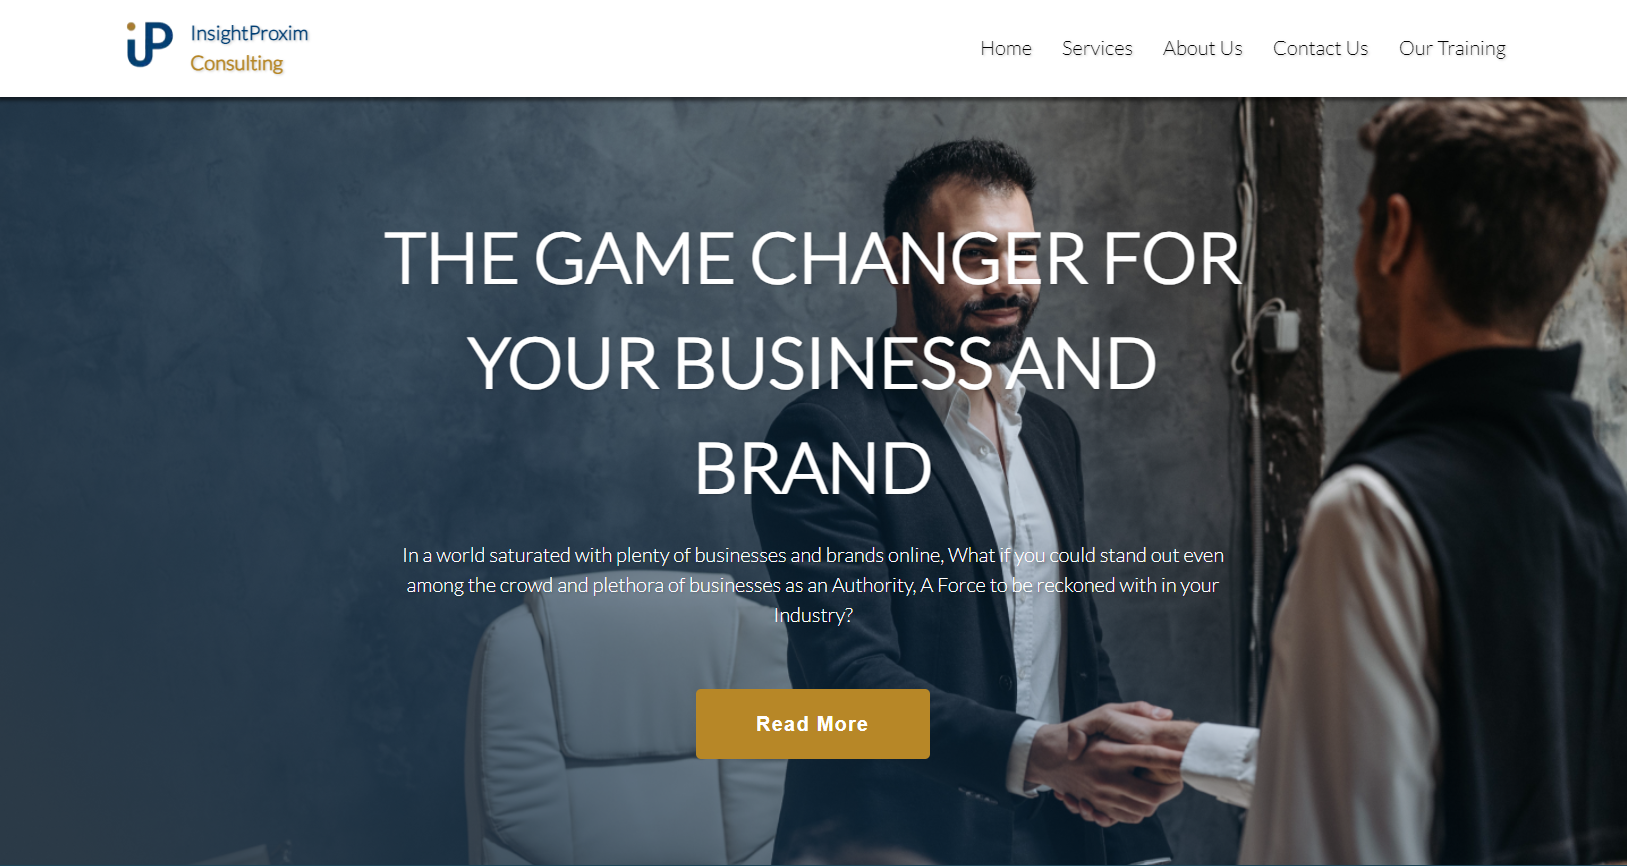 InsightProxim
Consulting
Home Services About Us Contact Us Our Training
THE GAME CHANGER FOR
YOUR BUSINESS AND
BRAND
In a world saturated with plenty of businesses and brands online, What if you could stand out even
among the crowd and plethora of businesses as an Authority, A Force to be reckoned with in your
Industry?
Read More